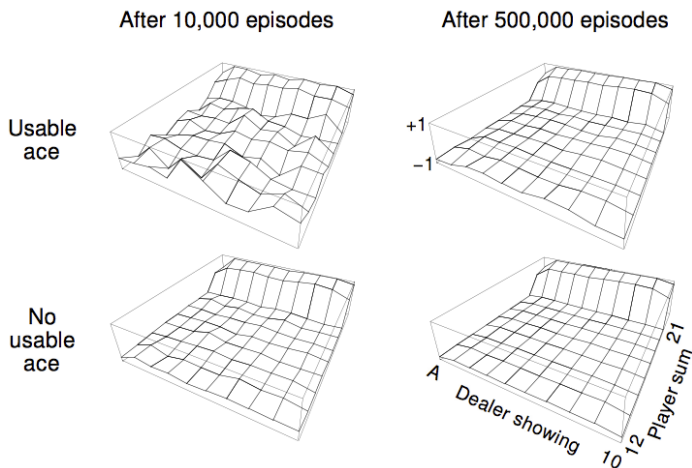 After 10,000 episodes
After 500,000 episodes
Usable
ace
+1
−1
No
usable
ace
A
Dealer showing
10
12
Player sum
21